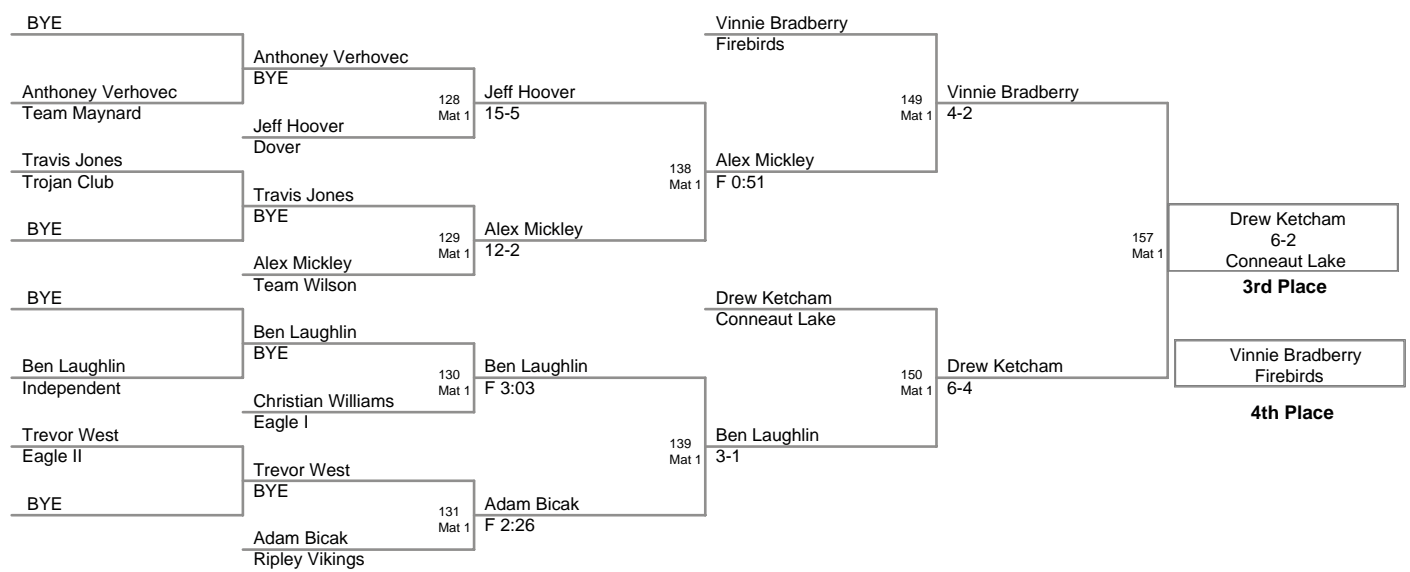 BYE
Anthoney Verhovec
Team Maynard
Travis Jones
Trojan Club
BYE
BYE
Ben Laughlin
Independent
Trevor West
Eagle II
BYE
Anthoney Verhovec
BYE
Jeff Hoover
Dover
Travis Jones
BYE
Alex Mickley
Team Wilson
Ben Laughlin
BYE
Christian Williams
Eagle I
Trevor West
BYE
Adam Bicak
Ripley Vikings
128
Mat 1
129
Mat 1
130
Mat 1
131
Mat 1
Jeff Hoover
15-5
Alex Mickley
12-2
Ben Laughlin
F 3:03
Adam Bicak
F 2:26
138
Mat 1
139
Mat 1
Vinnie Bradberry
Firebirds
Alex Mickley
F 0:51
Drew Ketcham
Conneaut Lake
Ben Laughlin
3-1
149
Mat 1
150
Mat 1
Vinnie Bradberry
4-2
Drew Ketcham
6-4
157
Mat 1
Drew Ketcham
6-2
Conneaut Lake
3rd Place
Vinnie Bradberry
Firebirds
4th Place